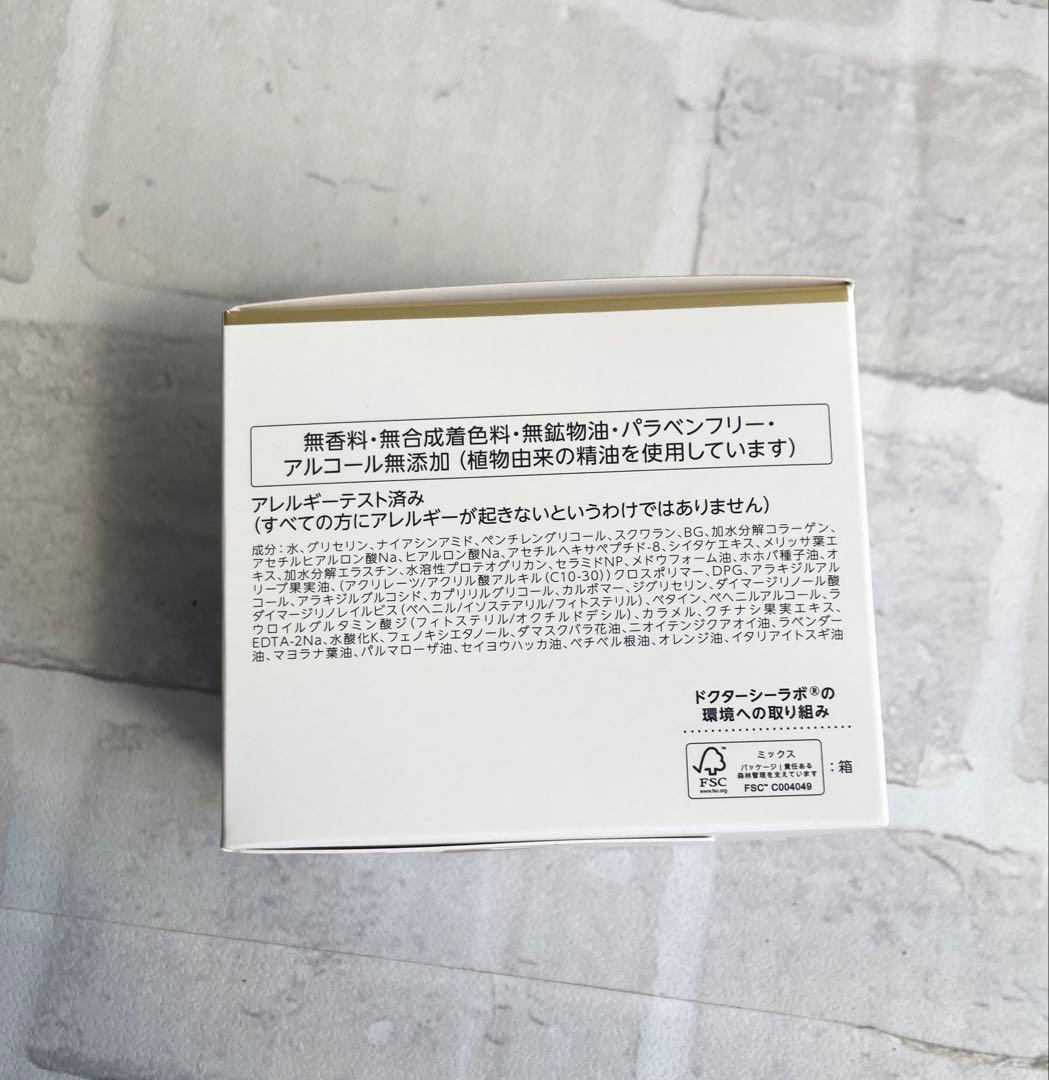 無香料・無合成着色料・無鉱物油・パラベンフリー・
アルコール無添加（植物由来の精油を使用しています）
アレルギーテスト済み
（すべての方にアレルギーが起きないというわけではありません）
成分：水、グリセリン、ナイアシンアミド、ペンチレングリコール、スクワラン、BG、加水分解コラーゲン、
アセチルヒアルロン酸Na、ヒアルロン酸Na、アセチルヘキサペプチド-8、シイタケエキス、メリッサ葉エ
キス、加水分解エラスチン、水溶性プロテオグリカン、セラミドNP、メドウフォーム油、ホホバ種子油、オ
リーブ果実油、（アクリレーツ/アクリル酸アルキル（C10-30））クロスポリマー、DPG、アラキジルアル
コール、アラキジルグルコシド、カプリリルグリコール、カルボマー、ジグリセリン、ダイマージリノール酸
ダイマージリノレイルビス（ベヘニル/イソステアリル/フィトステリル）、ベタイン、ベヘニルアルコール、ラ
ウロイルグルタミン酸ジ（フィトステリル/オクチルドデシル）、カラメル、クチナシ果実エキス、
EDTA-2Na、水酸化K、フェノキシエタノール、ダマスクバラ花油、ニオイテンジクアオイ油、ラベンダー
油、マヨラナ葉油、パルマローザ油、セイヨウハッカ油、ベチベル根油、オレンジ油、イタリアイトスギ油
ドクターシーラボ®の
環境への取り組み
FSC
www.fsc.org
ミックス
パッケージ｜責任ある
森林管理を支えています
FSC™ C004049
：箱